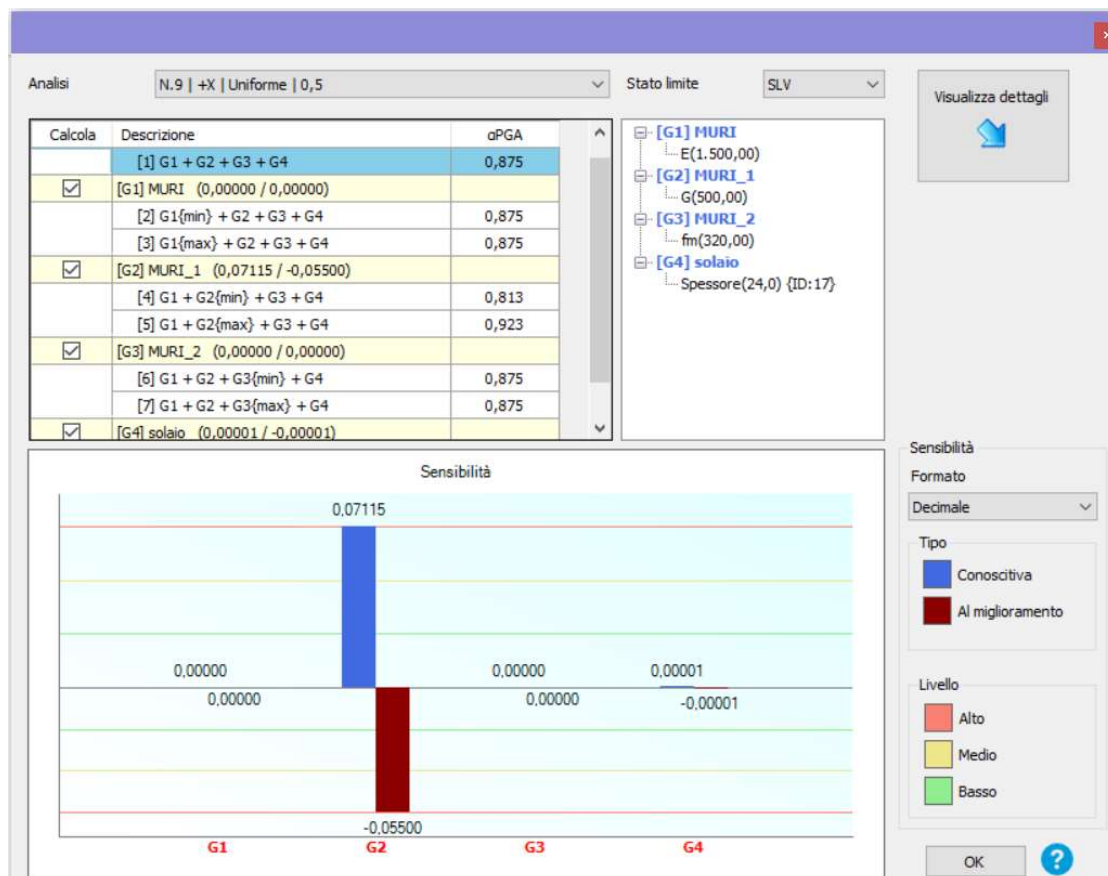 Analisi
N.9 | +X | Uniforme | 0,5
Stato limite
SLV
Visualizza dettagli
Calcola Descrizione αPGA
[1] G1 + G2 + G3 + G4 0,875
[G1] MURI (0,00000 / 0,00000)
[2] G1{min} + G2 + G3 + G4 0,875
[3] G1{max} + G2 + G3 + G4 0,875
[G2] MURI_1 (0,07115 / -0,05500)
[4] G1 + G2{min} + G3 + G4 0,813
[5] G1 + G2{max} + G3 + G4 0,923
[G3] MURI_2 (0,00000 / 0,00000)
[6] G1 + G2 + G3{min} + G4 0,875
[7] G1 + G2 + G3{max} + G4 0,875
[G4] solaio (0,00001 / -0,00001)
[G1] MURI
E(1.500,00)
[G2] MURI_1
G(500,00)
[G3] MURI_2
fm(320,00)
[G4] solaio
Spessore(24,0) {ID:17}
Sensibilità
0,07115
0,00000 0,00000 0,00001
0,00000 0,00000 -0,00001
-0,05500
G1 G2 G3 G4
Sensibilità
Formato
Decimale
Tipo
Conoscitiva
Al miglioramento
Livello
Alto
Medio
Basso
OK ?